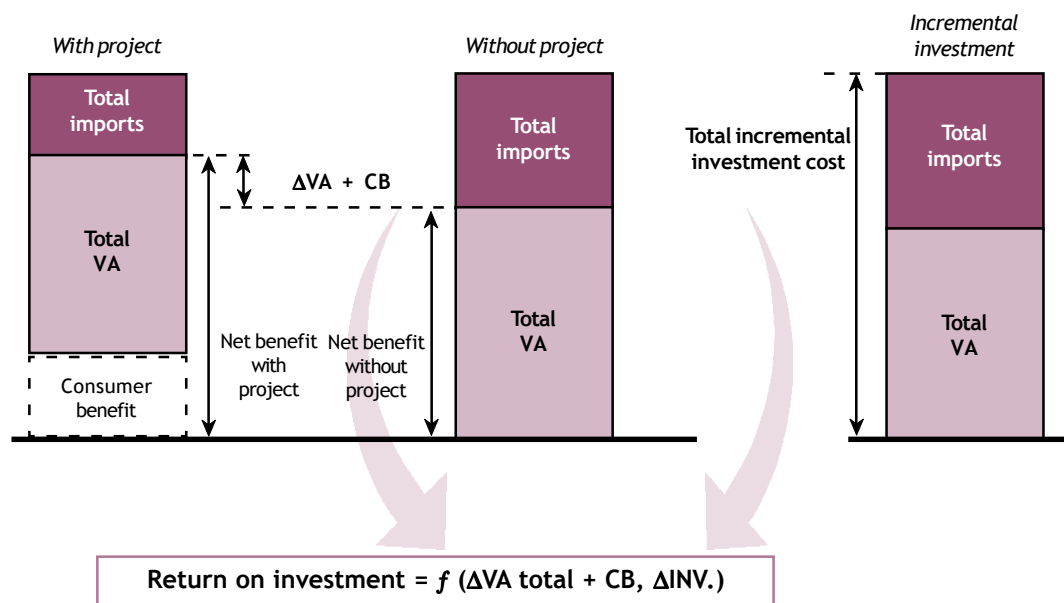 With project
Without project
Incremental
investment
Total
imports
Total
VA
Consumer
benefit
ΔVA + CB
Net benefit
with
project
Net benefit
without
project
Total
imports
Total
VA
Total incremental
investment cost
Total
imports
Total
VA
Return on investment = ƒ (ΔVA total + CB, ΔINV.)